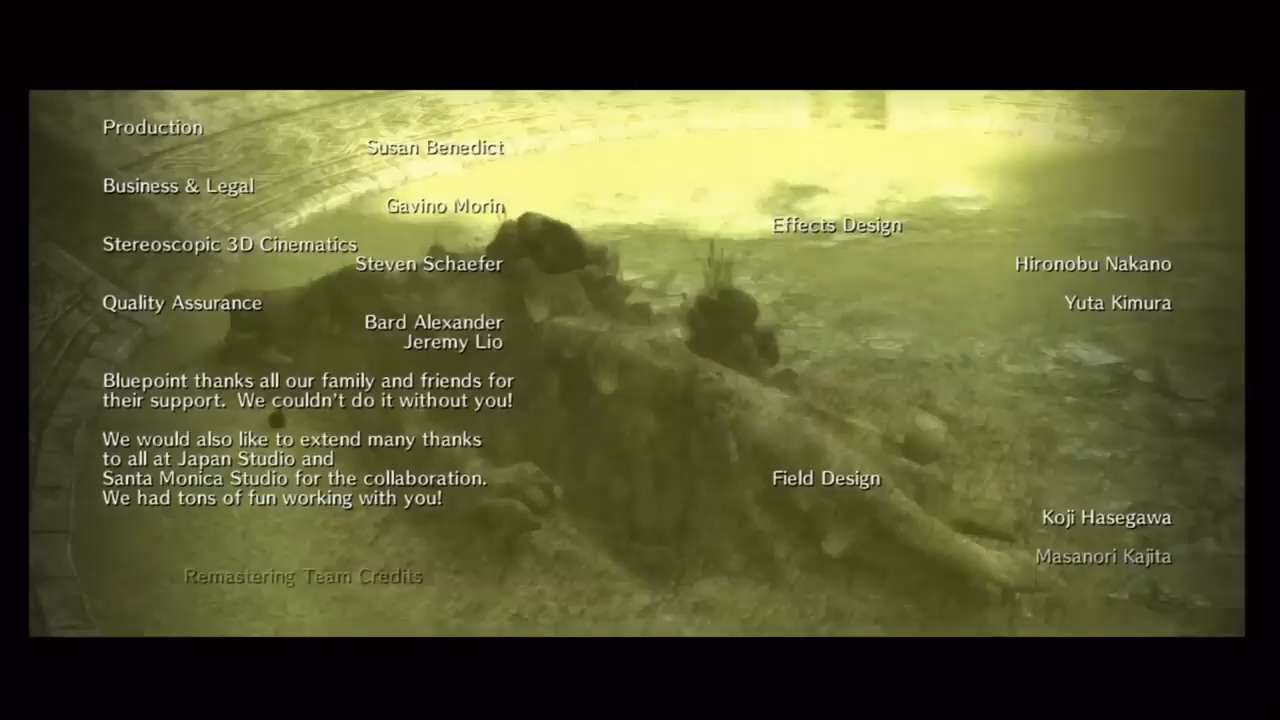 Production
Susan Benedict
Business & Legal
Gavino Morin
Stereoscopic 3D Cinematics
Steven Schaefer
Quality Assurance
Bard Alexander
Jeremy Lio
Bluepoint thanks all our family and friends for
their support.  We couldn't do it without you!
We would also like to extend many thanks
to all at Japan Studio and
Santa Monica Studio for the collaboration.
We had tons of fun working with you!
Remastering Team Credits
Effects Design
Hironobu Nakano
Yuta Kimura
Field Design
Koji Hasegawa
Masanori Kajita